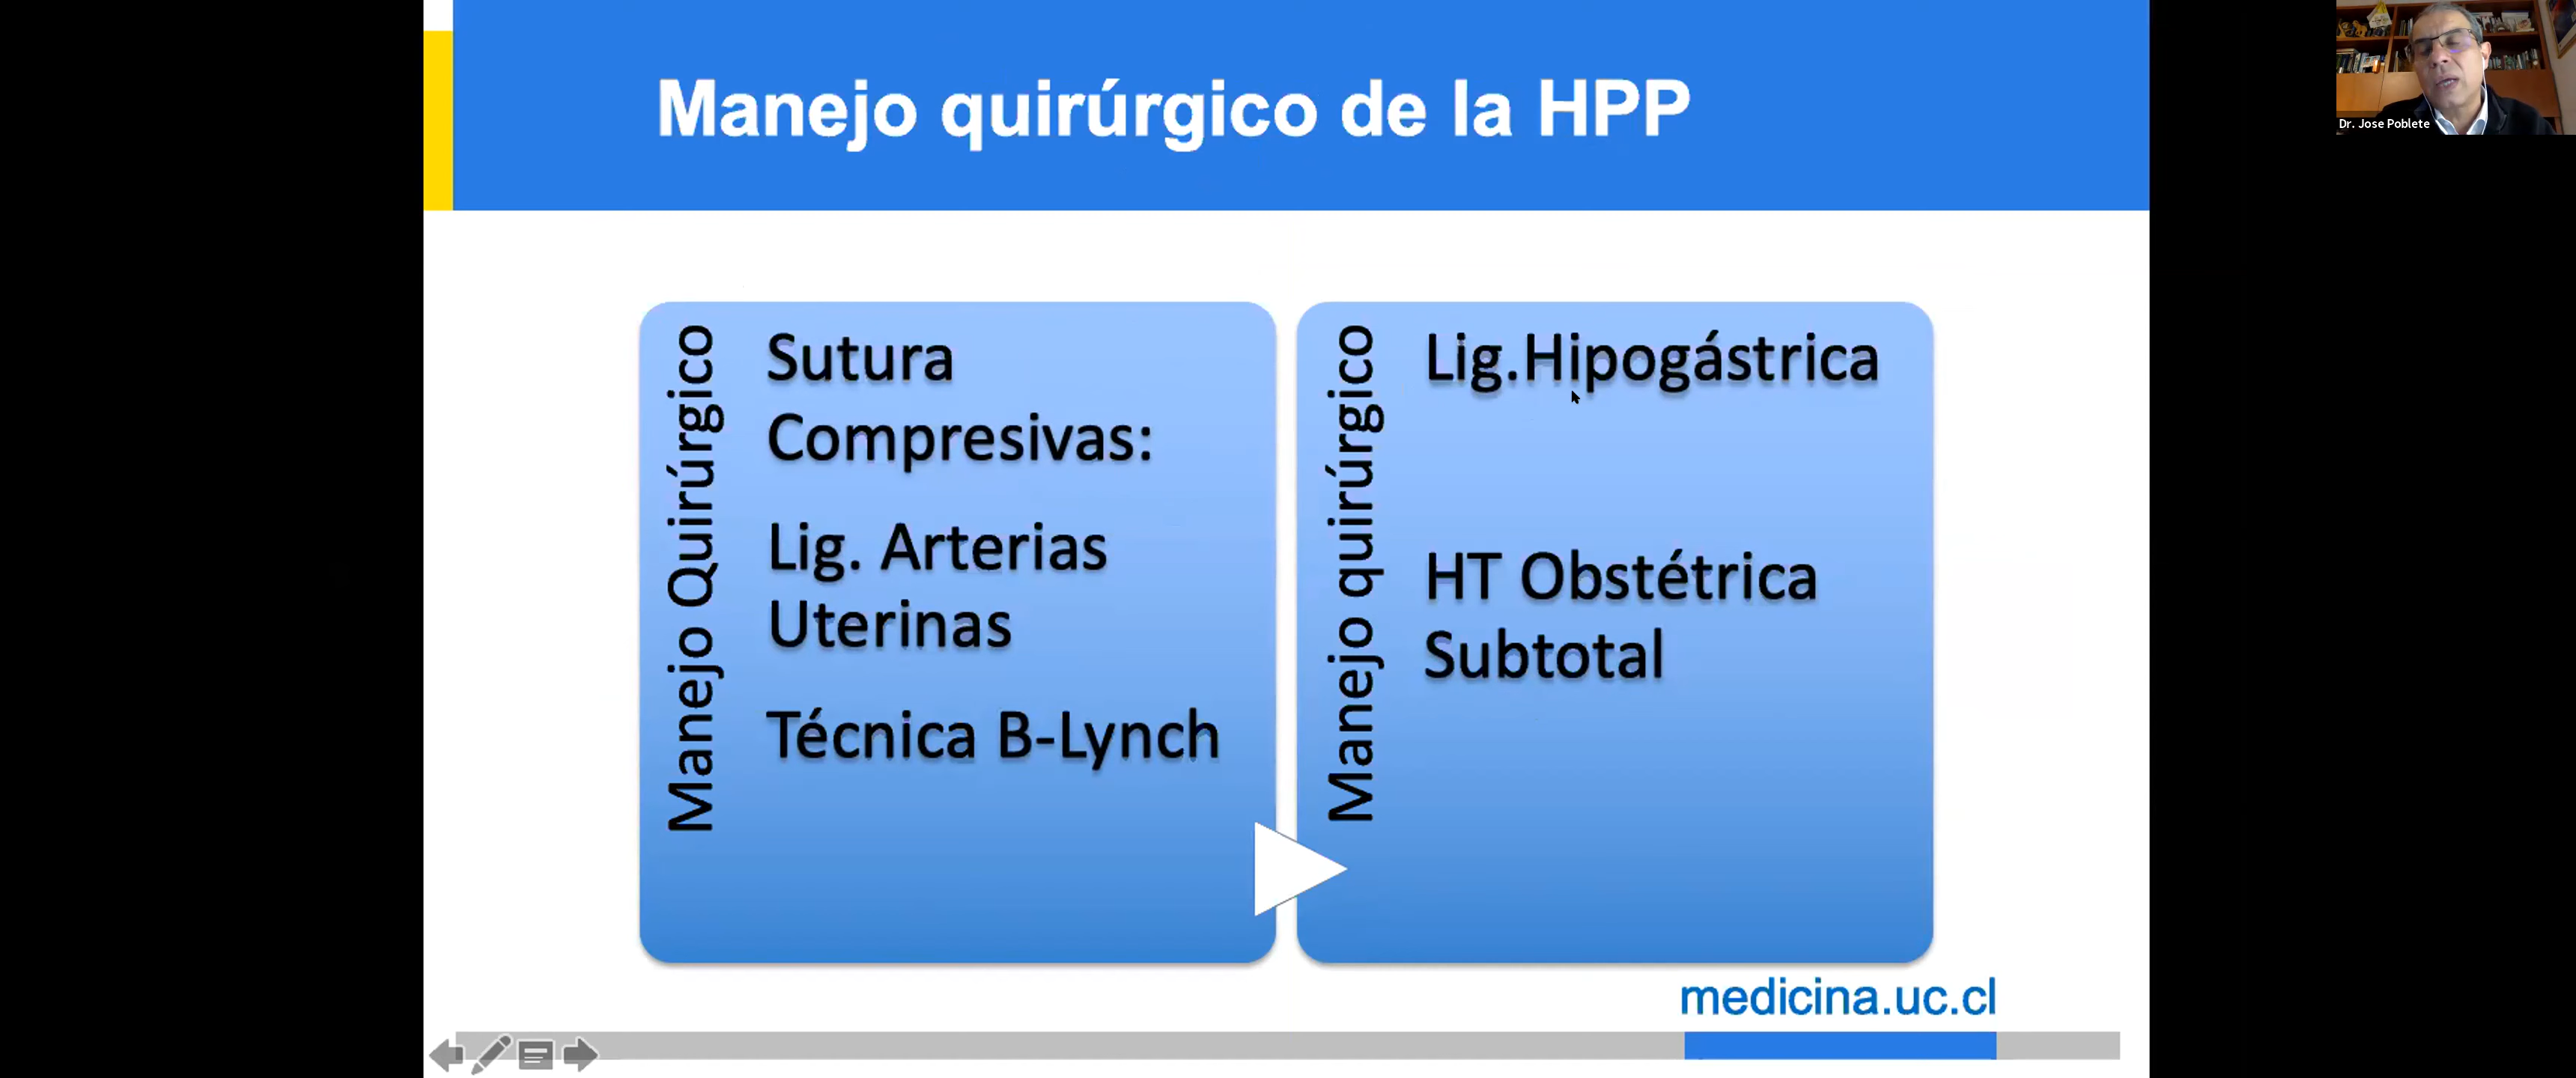 Manejo quirúrgico de la HPP
Dr. Jose Poblete
Manejo Quirúrgico
Sutura
Compresivas:
Lig. Arterias
Uterinas
Técnica B-Lynch
Manejo quirúrgico
Lig.Hipogástrica
HT Obstétrica
Subtotal
medicina.uc.cl